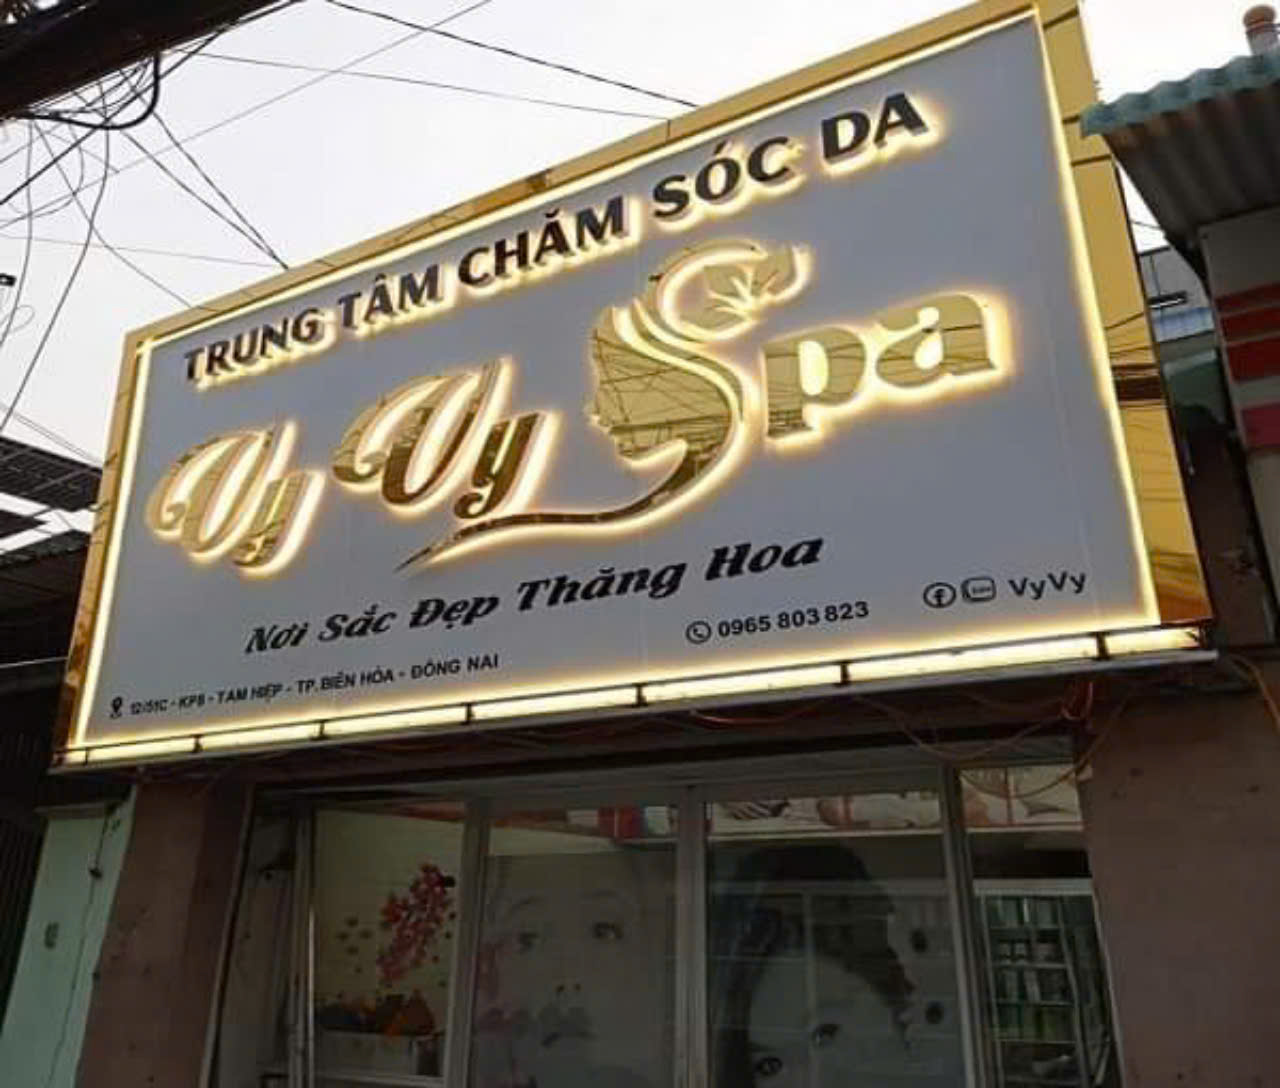 TRUNG TÂM CHĂM SÓC DA
Vy Vy Spa
Nơi Sắc Đẹp Thăng Hoa
0965 803 823
VyVy
12/51C - KP8 - TAM HIỆP - TP. BIÊN HÒA - ĐỒNG NAI